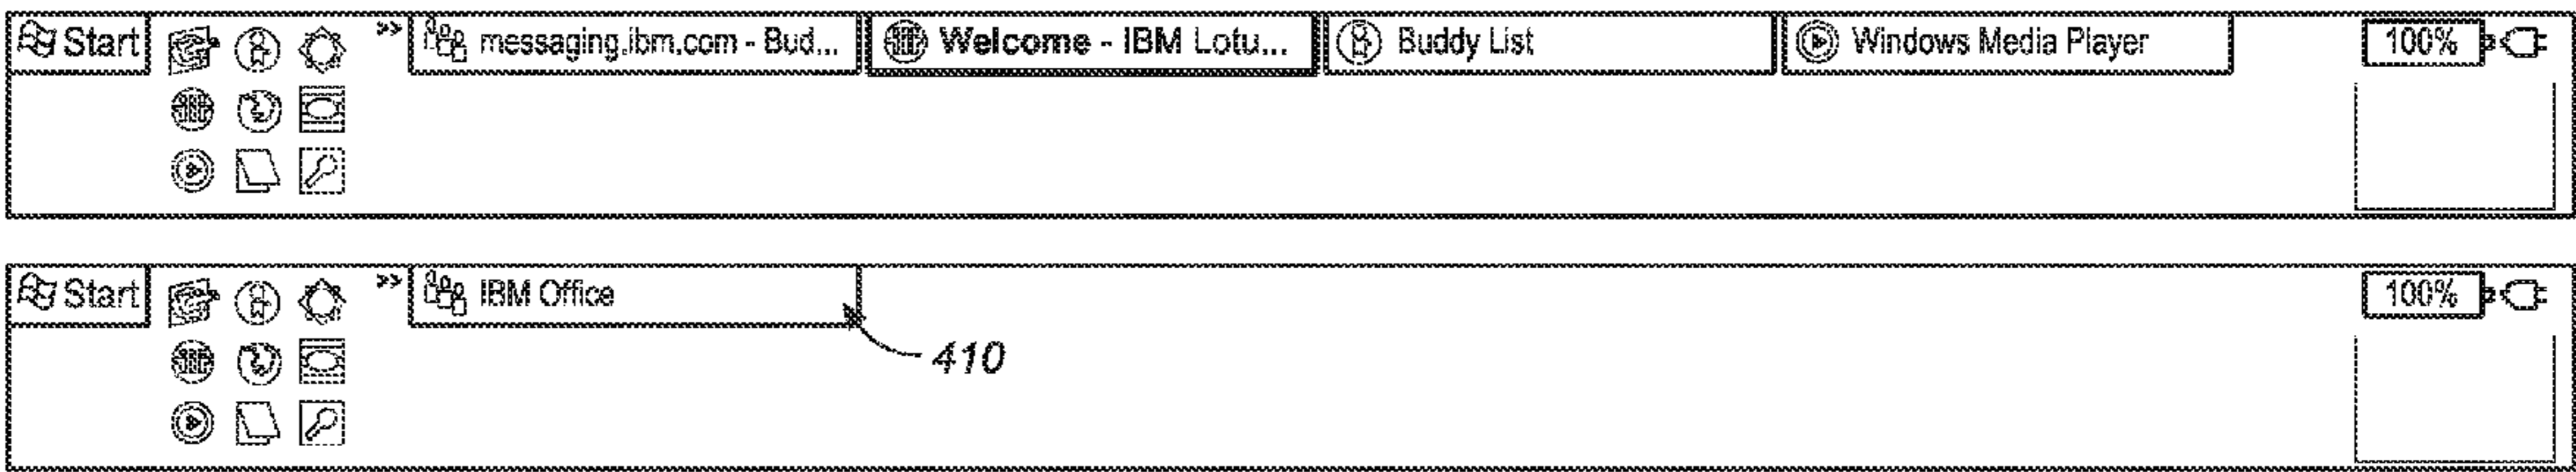 Start » messaging.ibm.com - Bud... Welcome - IBM Lotu... Buddy List Windows Media Player 100%
Start » IBM Office 100%
410